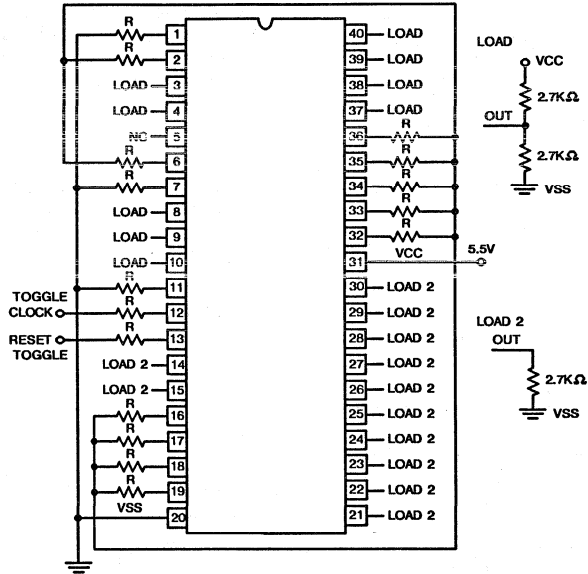 R 1 40 LOAD
R 2 39 LOAD
LOAD 3 38 LOAD
LOAD 4 37 LOAD
NC 5 36 R
R 6 35 R
R 7 34 R
LOAD 8 33 R
LOAD 9 32 R
LOAD 10 31 VCC 5.5V
R 11 30 LOAD 2
TOGGLE CLOCK R 12 29 LOAD 2
RESET TOGGLE R 13 28 LOAD 2
LOAD 2 14 27 LOAD 2
LOAD 2 15 26 LOAD 2
R 16 25 LOAD 2
R 17 24 LOAD 2
R 18 23 LOAD 2
R 19 22 LOAD 2
VSS 20 21 LOAD 2
LOAD
VCC
2.7KΩ
OUT
2.7KΩ
VSS
LOAD 2
OUT
2.7KΩ
VSS